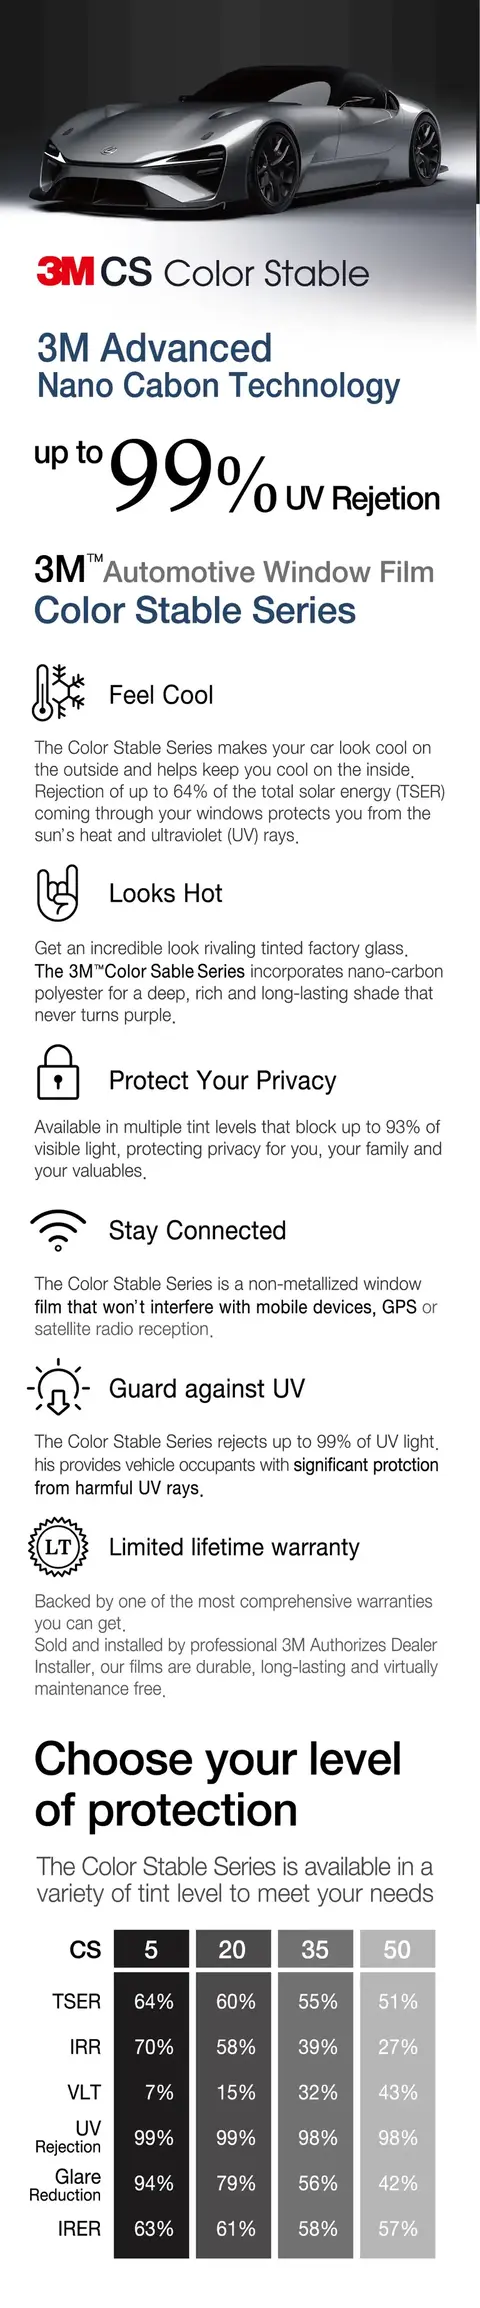 3M CS Color Stable
3M Advanced
Nano Cabon Technology
up to 99% UV Rejetion
3M™ Automotive Window Film
Color Stable Series
Feel Cool
The Color Stable Series makes your car look cool on
the outside and helps keep you cool on the inside.
Rejection of up to 64% of the total solar energy (TSER)
coming through your windows protects you from the
sun's heat and ultraviolet (UV) rays.
Looks Hot
Get an incredible look rivaling tinted factory glass.
The 3M™Color Sable Series incorporates nano-carbon
polyester for a deep, rich and long-lasting shade that
never turns purple.
Protect Your Privacy
Available in multiple tint levels that block up to 93% of
visible light, protecting privacy for you, your family and
your valuables.
Stay Connected
The Color Stable Series is a non-metallized window
film that won't interfere with mobile devices, GPS or
satellite radio reception.
Guard against UV
The Color Stable Series rejects up to 99% of UV light.
his provides vehicle occupants with significant protction
from harmful UV rays.
LT
Limited lifetime warranty
Backed by one of the most comprehensive warranties
you can get.
Sold and installed by professional 3M Authorizes Dealer
Installer, our films are durable, long-lasting and virtually
maintenance free.
Choose your level
of protection
The Color Stable Series is available in a
variety of tint level to meet your needs
CS 5 20 35 50
TSER 64% 60% 55% 51%
IRR 70% 58% 39% 27%
VLT 7% 15% 32% 43%
UV
Rejection 99% 99% 98% 98%
Glare
Reduction 94% 79% 56% 42%
IRER 63% 61% 58% 57%